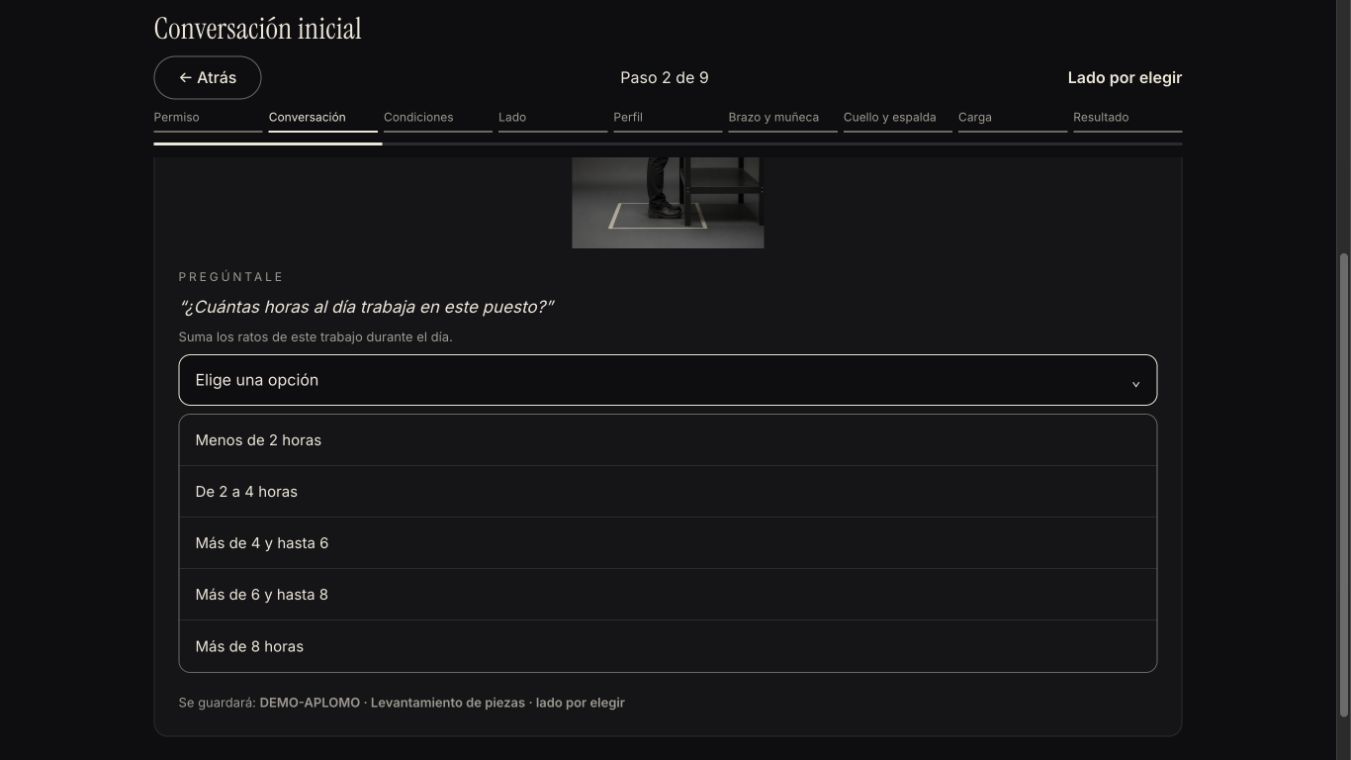 Conversación inicial
← Atrás
Paso 2 de 9
Lado por elegir
Permiso
Conversación
Condiciones
Lado
Perfil
Brazo y muñeca
Cuello y espalda
Carga
Resultado
PREGÚNTALE
“¿Cuántas horas al día trabaja en este puesto?”
Suma los ratos de este trabajo durante el día.
Elige una opción
Menos de 2 horas
De 2 a 4 horas
Más de 4 y hasta 6
Más de 6 y hasta 8
Más de 8 horas
Se guardará: DEMO-APLOMO · Levantamiento de piezas · lado por elegir